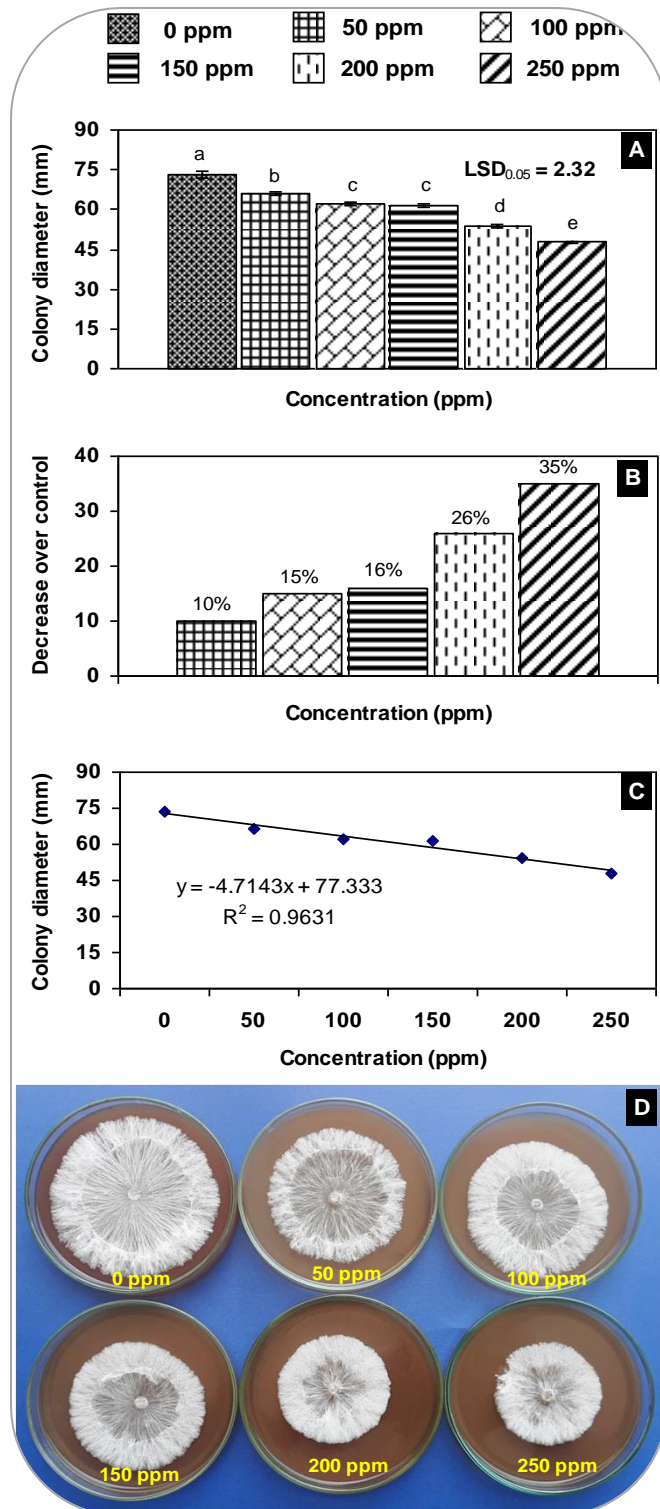 0 ppm 50 ppm 100 ppm
150 ppm 200 ppm 250 ppm
A
90
75
60
45
30
15
0
Colony diameter (mm)
a
b
c
c
d
e
LSD0.05 = 2.32
Concentration (ppm)
B
40
30
20
10
0
Decrease over control
10%
15%
16%
26%
35%
Concentration (ppm)
C
90
75
60
45
30
15
0
Colony diameter (mm)
y = -4.7143x + 77.333
R2 = 0.9631
0 50 100 150 200 250
Concentration (ppm)
D
0 ppm
50 ppm
100 ppm
150 ppm
200 ppm
250 ppm